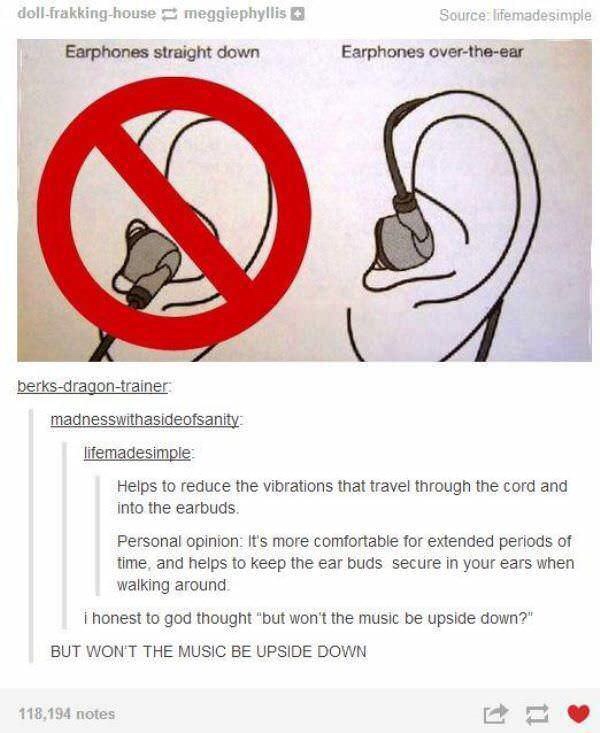 doll-frakking-house meggiephyllis
Source: lifemadesimple
Earphones straight down
Earphones over-the-ear
berks-dragon-trainer:
madnesswithasideofsanity:
lifemadesimple:
Helps to reduce the vibrations that travel through the cord and
into the earbuds.
Personal opinion: It's more comfortable for extended periods of
time, and helps to keep the ear buds secure in your ears when
walking around.
i honest to god thought "but won't the music be upside down?"
BUT WON'T THE MUSIC BE UPSIDE DOWN
118,194 notes